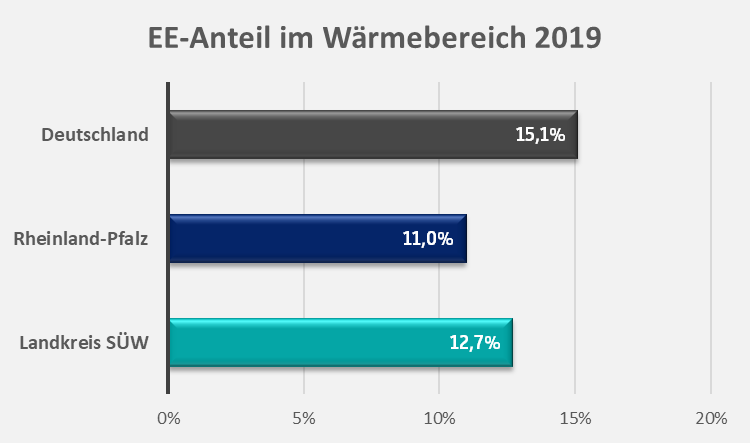 EE-Anteil im Wärmebereich 2019
Deutschland
15,1%
Rheinland-Pfalz
11,0%
Landkreis SÜW
12,7%
0%
5%
10%
15%
20%